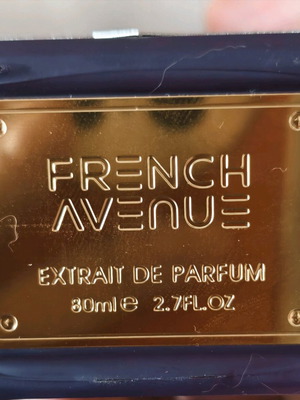 FRENCH
AVENUE
EXTRAIT DE PARFUM
80ml e 2.7FL.OZ